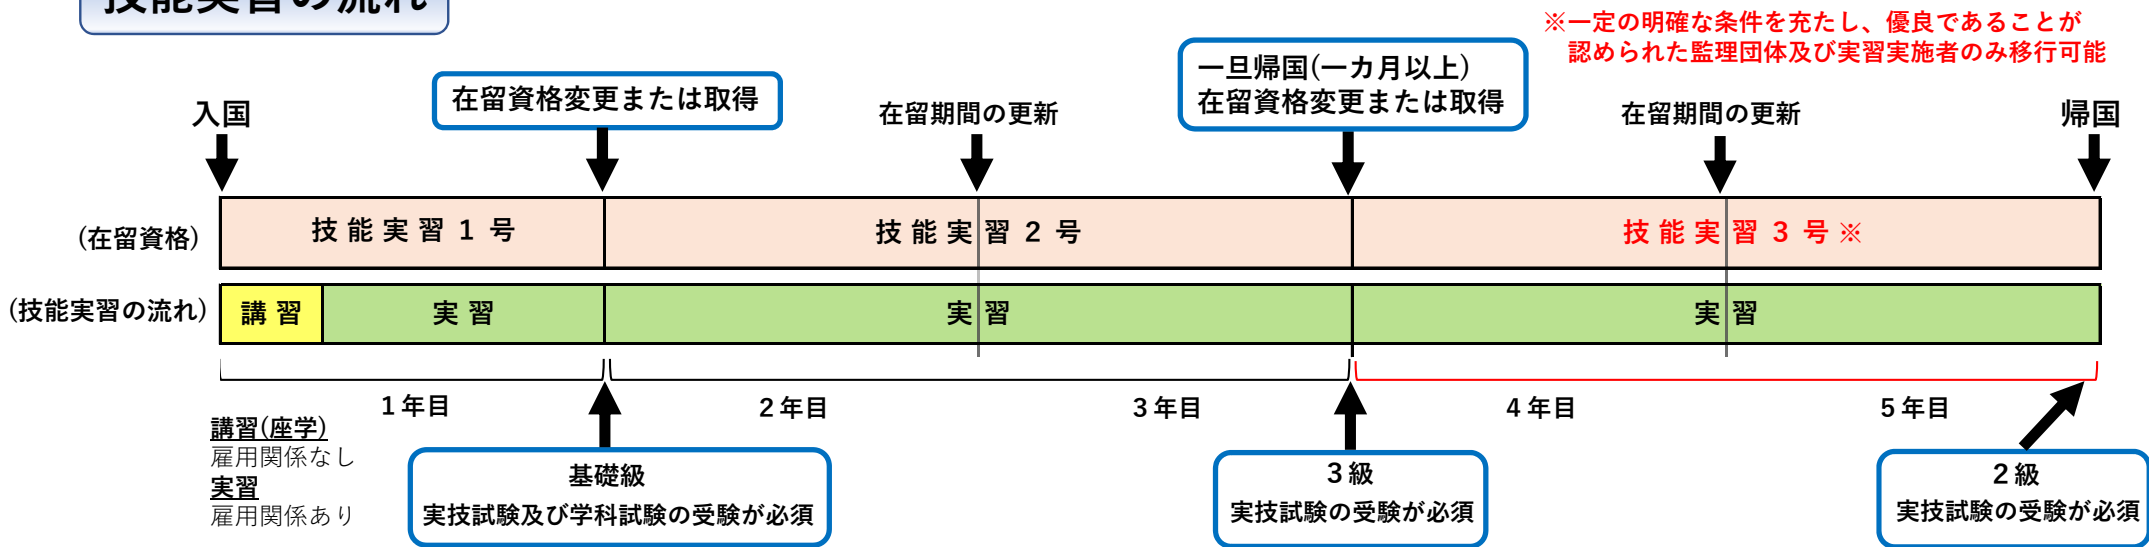 技能実習の流れ
※一定の明確な条件を充たし、優良であることが
認められた監理団体及び実習実施者のみ移行可能
入国
在留資格変更または取得
在留期間の更新
一旦帰国(一カ月以上)
在留資格変更または取得
在留期間の更新
帰国
(在留資格)
技能実習1号
技能実習2号
技能実習3号※
(技能実習の流れ)
講習
実習
実習
実習
1年目
2年目
3年目
4年目
5年目
講習(座学)
雇用関係なし
実習
雇用関係あり
基礎級
実技試験及び学科試験の受験が必須
3級
実技試験の受験が必須
2級
実技試験の受験が必須